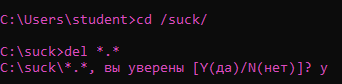 C:\Users\student>cd /suck/
C:\suck>del *.*
C:\suck\*.*, вы уверены [Y(да)/N(нет)]? y